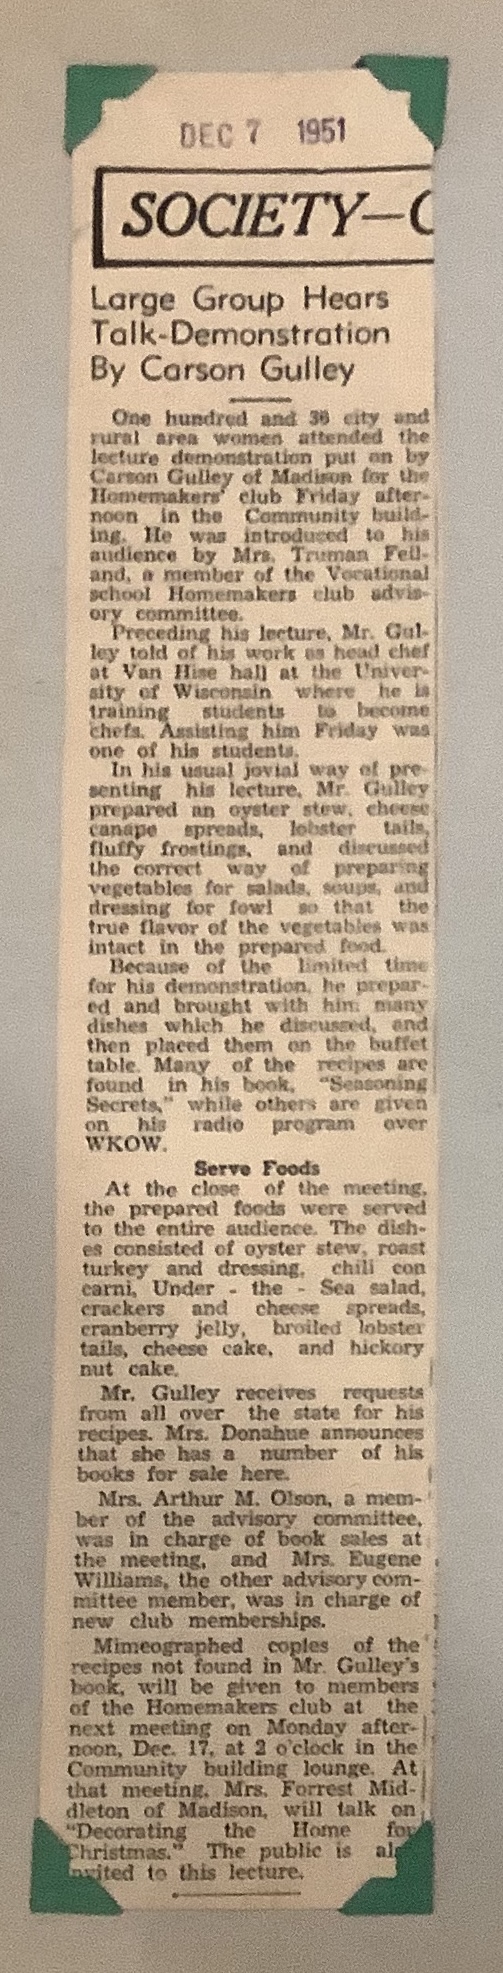 DEC 7 1951
SOCIETY—C
Large Group Hears
Talk-Demonstration
By Carson Gulley
One hundred and 36 city and
rural area women attended the
lecture demonstration put on by
Carson Gulley of Madison for the
Homemakers' club Friday after-
noon in the Community build-
ing. He was introduced to his
audience by Mrs. Truman Fell-
and, a member of the Vocational
school Homemakers club advis-
ory committee.
Preceding his lecture, Mr. Gul-
ley told of his work as head chef
at Van Hise hall at the Univer-
sity of Wisconsin where he is
training students to become
chefs. Assisting him Friday was
one of his students.
In his usual jovial way of pre-
senting his lecture, Mr. Gulley
prepared an oyster stew, cheese
canape spreads, lobster tails,
fluffy frostings, and discussed
the correct way of preparing
vegetables for salads, soups, and
dressing for fowl so that the
true flavor of the vegetables was
intact in the prepared food.
Because of the limited time
for his demonstration, he prepar-
ed and brought with him many
dishes which he discussed, and
then placed them on the buffet
table. Many of the recipes are
found in his book, "Seasoning
Secrets," while others are given
on his radio program over
WKOW.
Serve Foods
At the close of the meeting,
the prepared foods were served
to the entire audience. The dish-
es consisted of oyster stew, roast
turkey and dressing, chili con
carni, Under - the - Sea salad,
crackers and cheese spreads,
cranberry jelly, broiled lobster
tails, cheese cake, and hickory
nut cake.
Mr. Gulley receives requests
from all over the state for his
recipes. Mrs. Donahue announces
that she has a number of his
books for sale here.
Mrs. Arthur M. Olson, a mem-
ber of the advisory committee,
was in charge of book sales at
the meeting, and Mrs. Eugene
Williams, the other advisory com-
mittee member, was in charge of
new club memberships.
Mimeographed copies of the
recipes not found in Mr. Gulley's
book, will be given to members
of the Homemakers club at the
next meeting on Monday after-
noon, Dec. 17, at 2 o'clock in the
Community building lounge. At
that meeting, Mrs. Forrest Mid-
dleton of Madison, will talk on
"Decorating the Home for
Christmas." The public is al
nvited to this lecture.